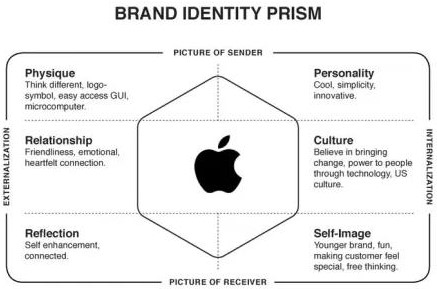 BRAND IDENTITY PRISM
PICTURE OF SENDER
Physique
Think different, logo-
symbol, easy access GUI,
microcomputer.
Personality
Cool, simplicity,
innovative.
EXTERNALIZATION
Relationship
Friendliness, emotional,
heartfelt connection.
Culture
Believe in bringing
change, power to people
through technology, US
culture.
INTERNALIZATION
Reflection
Self enhancement,
connected.
Self-Image
Younger brand, fun,
making customer feel
special, free thinking.
PICTURE OF RECEIVER